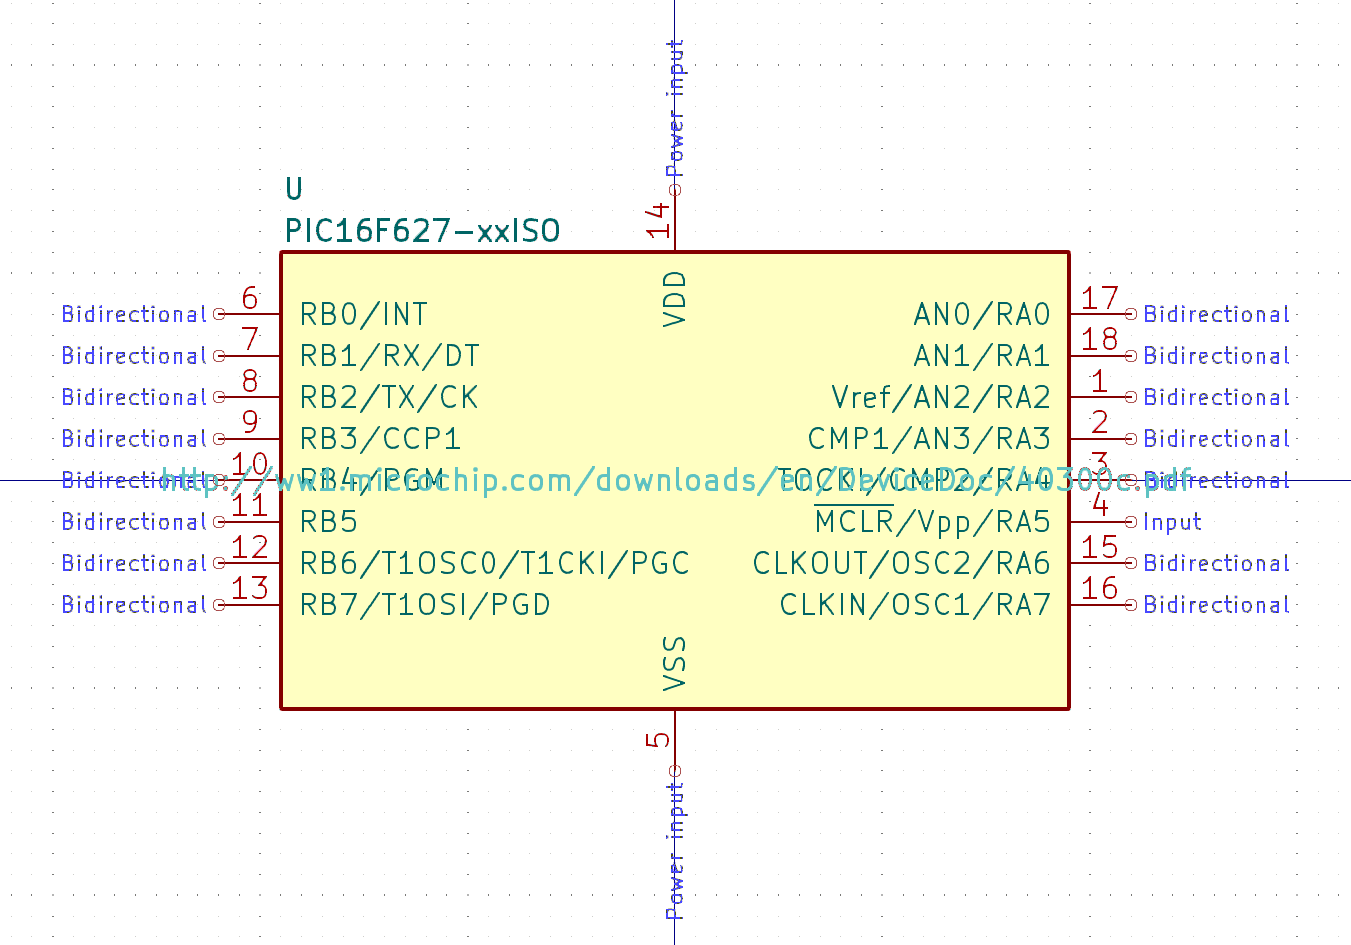 Power input
14
U
PIC16F627-xxISO
VDD
Bidirectional 6 RB0/INT AN0/RA0 17 Bidirectional
Bidirectional 7 RB1/RX/DT AN1/RA1 18 Bidirectional
Bidirectional 8 RB2/TX/CK Vref/AN2/RA2 1 Bidirectional
Bidirectional 9 RB3/CCP1 CMP1/AN3/RA3 2 Bidirectional
Bidirectional 10 RB4/PGM TOCKI/CMP2/RA4 3 Bidirectional
http://ww1.microchip.com/downloads/en/DeviceDoc/40300c.pdf
Bidirectional 11 RB5 MCLR/Vpp/RA5 4 Input
Bidirectional 12 RB6/T1OSCO/T1CKI/PGC CLKOUT/OSC2/RA6 15 Bidirectional
Bidirectional 13 RB7/T1OSI/PGD CLKIN/OSC1/RA7 16 Bidirectional
VSS
5
Power input